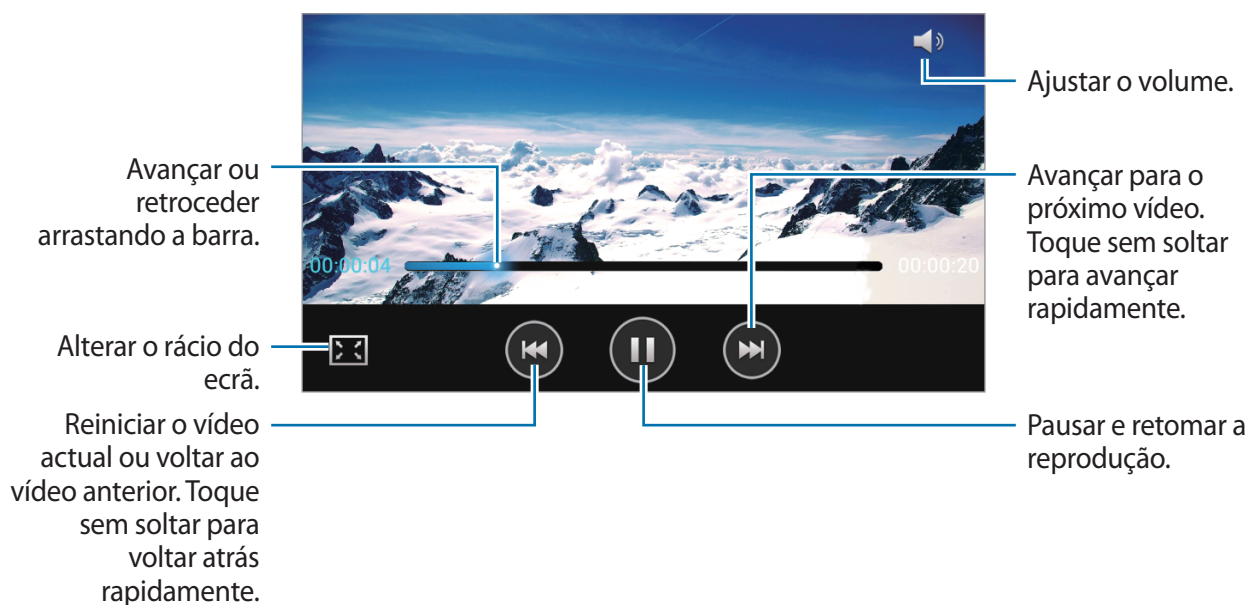 Ajustar o volume.
Avançar ou
retroceder
arrastando a barra.
Avançar para o
próximo vídeo.
Toque sem soltar
para avançar
rapidamente.
00:00:04
00:00:20
Alterar o rácio do
ecrã.
Reiniciar o vídeo
actual ou voltar ao
vídeo anterior. Toque
sem soltar para
voltar atrás
rapidamente.
Pausar e retomar a
reprodução.